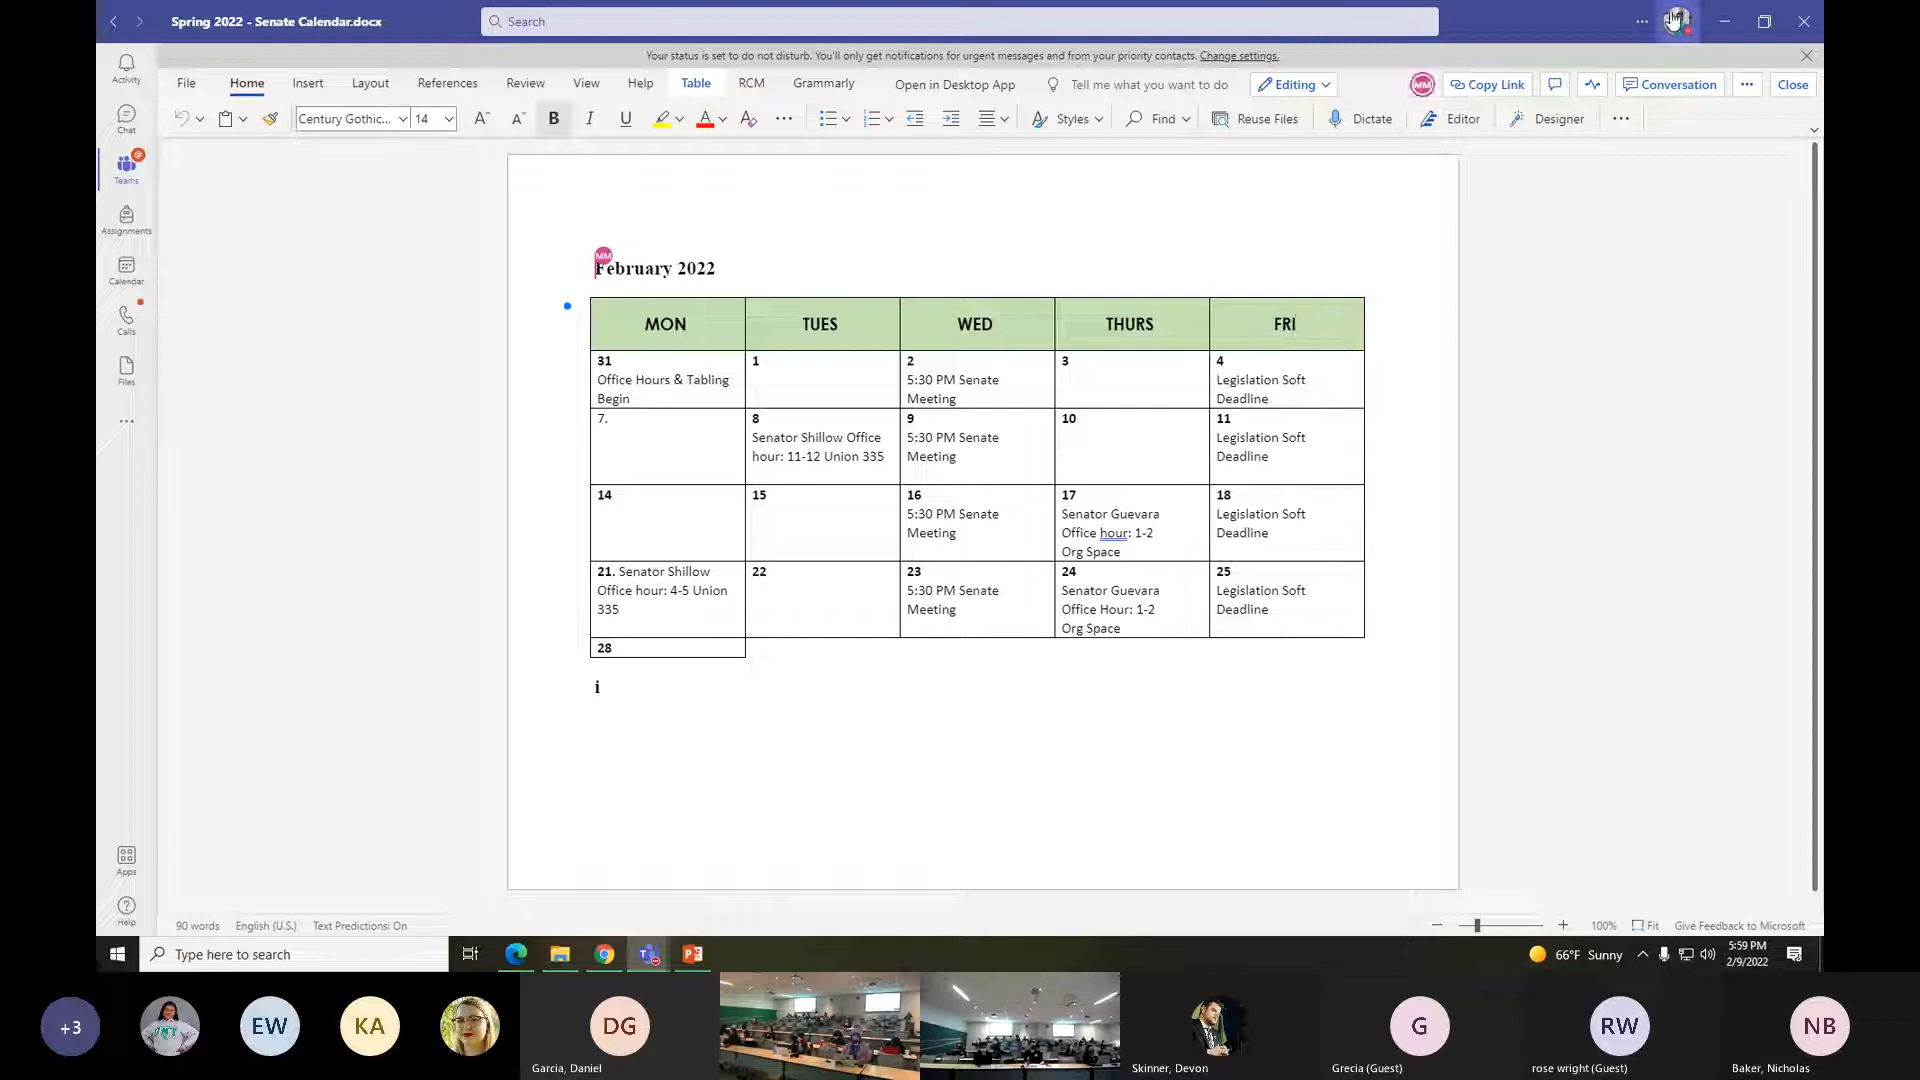 Spring 2022 - Senate Calendar.docx
Search
Your status is set to do not disturb. You'll only get notifications for urgent messages and from your priority contacts. Change settings.
Activity
Chat
Teams
Assignments
Calendar
Calls
Files
Apps
Help
File Home Insert Layout References Review View Help Table RCM Grammarly Open in Desktop App Tell me what you want to do Editing MM Copy Link Conversation Close
Century Gothic... 14 A A B I U A Styles Find Reuse Files Dictate Editor Designer
MM
February 2022
MON TUES WED THURS FRI
31
Office Hours & Tabling
Begin
1
2
5:30 PM Senate
Meeting
3
4
Legislation Soft
Deadline
7.
8
Senator Shillow Office
hour: 11-12 Union 335
9
5:30 PM Senate
Meeting
10
11
Legislation Soft
Deadline
14
15
16
5:30 PM Senate
Meeting
17
Senator Guevara
Office hour: 1-2
Org Space
18
Legislation Soft
Deadline
21. Senator Shillow
Office hour: 4-5 Union
335
22
23
5:30 PM Senate
Meeting
24
Senator Guevara
Office Hour: 1-2
Org Space
25
Legislation Soft
Deadline
28
i
90 words English (U.S.) Text Predictions: On
100% Fit Give Feedback to Microsoft
Type here to search
66°F Sunny
5:59 PM
2/9/2022
+3
EW
KA
DG
Garcia, Daniel
Skinner, Devon
G
Grecia (Guest)
RW
rose wright (Guest)
NB
Baker, Nicholas